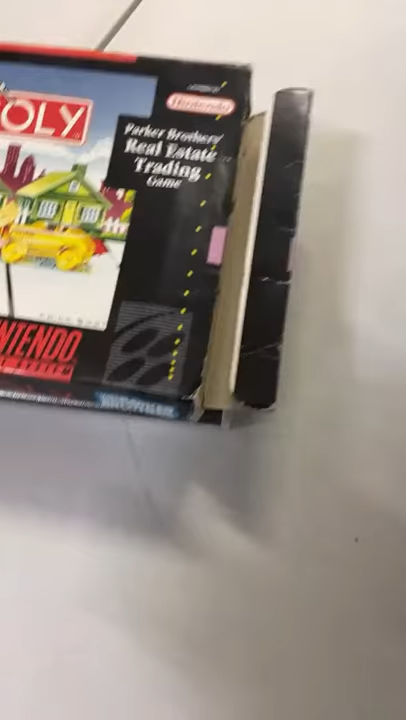 OLY
Nintendo
Parker Brothers'
Real Estate
Trading
Game
NINTENDO